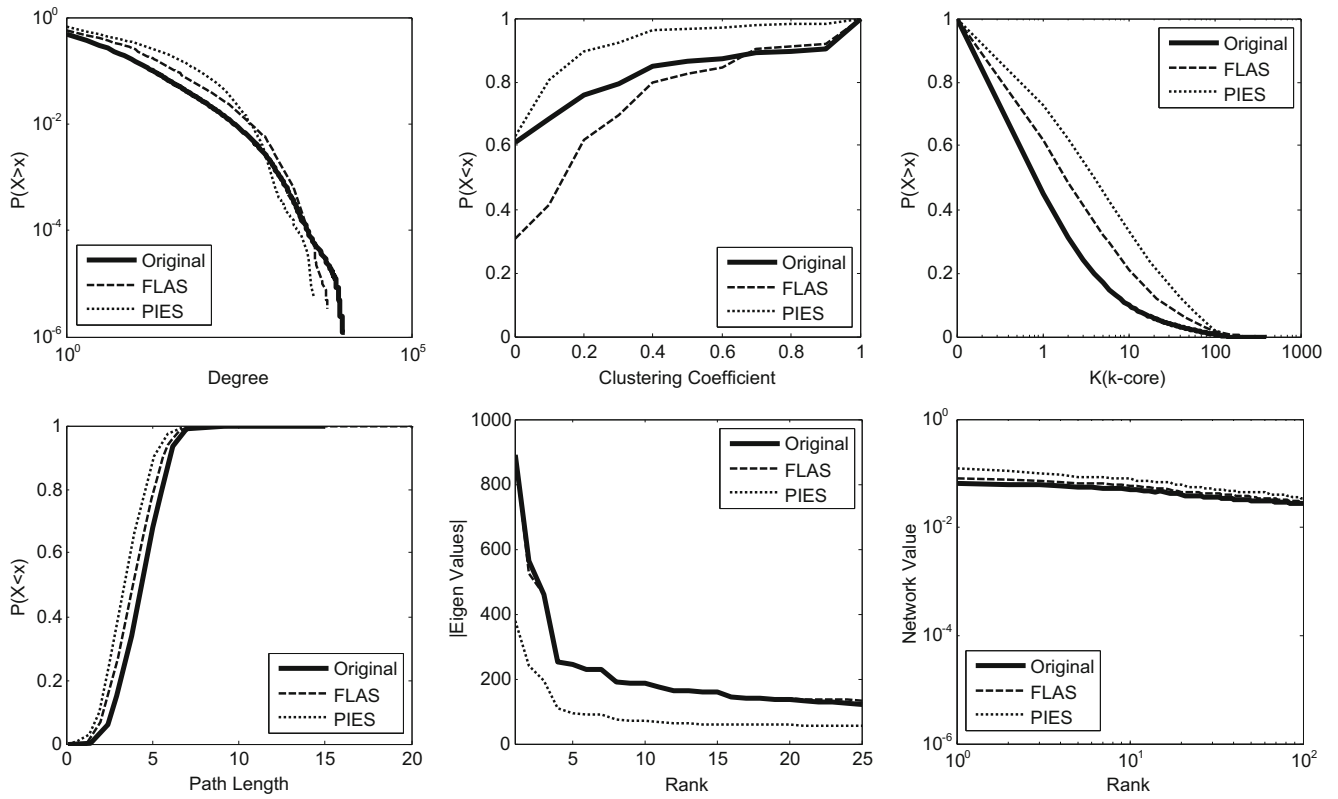 10^0
10^-2
10^-4
10^-6
P(X>x)
Original
FLAS
PIES
10^0
10^5
Degree
1
0.8
0.6
0.4
0.2
0
P(X<x)
Original
FLAS
PIES
0
0.2
0.4
0.6
0.8
1
Clustering Coefficient
1
0.8
0.6
0.4
0.2
0
P(X>x)
Original
FLAS
PIES
0
1
10
100
1000
K(k-core)
1
0.8
0.6
0.4
0.2
0
P(X<x)
Original
FLAS
PIES
0
5
10
15
20
Path Length
1000
800
600
400
200
0
|Eigen Values|
Original
FLAS
PIES
5
10
15
20
25
Rank
10^0
10^-2
10^-4
10^-6
Network Value
Original
FLAS
PIES
10^0
10^1
10^2
Rank